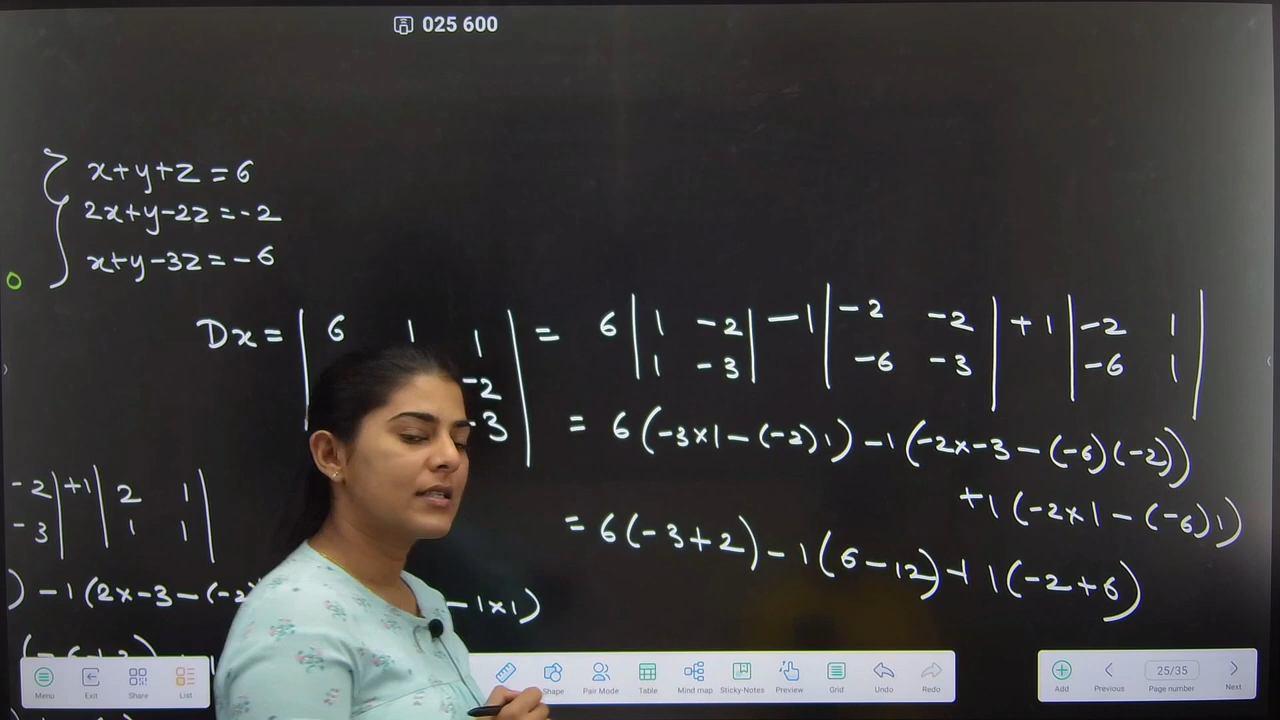 025 600
x+y+z=6
2x+y-2z=-2
x+y-3z=-6
Dx = | 6 1 1 | = 6 | 1 -2 | -1 | -2 -2 | +1 | -2 1 |
-2 | 1 -3 | | -6 -3 | | -6 1 |
-3 | = 6(-3×1-(-2)1)-1(-2×-3-(-6)(-2))
+1(-2×1-(-6)1)
= 6(-3+2)-1(6-12)+1(-2+6)
-2 | +1 | 2 1 |
-3 | | 1 1 |
) -1(2×-3-(-2 -1×1)
Menu
Exit
Share
List
Shape
Pair Mode
Table
Mind map
Sticky-Notes
Preview
Grid
Undo
Redo
Add
Previous
25/35
Page number
Next